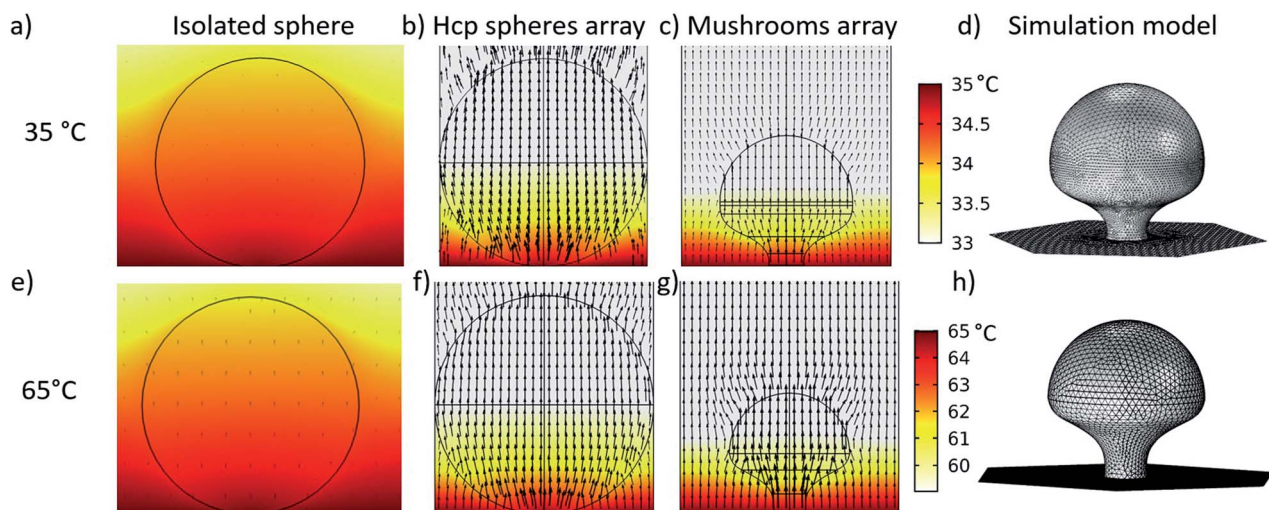 a) Isolated sphere b) Hcp spheres array c) Mushrooms array d) Simulation model
35 °C
35 °C
34.5
34
33.5
33
e) f) g) h)
65°C
65 °C
64
63
62
61
60